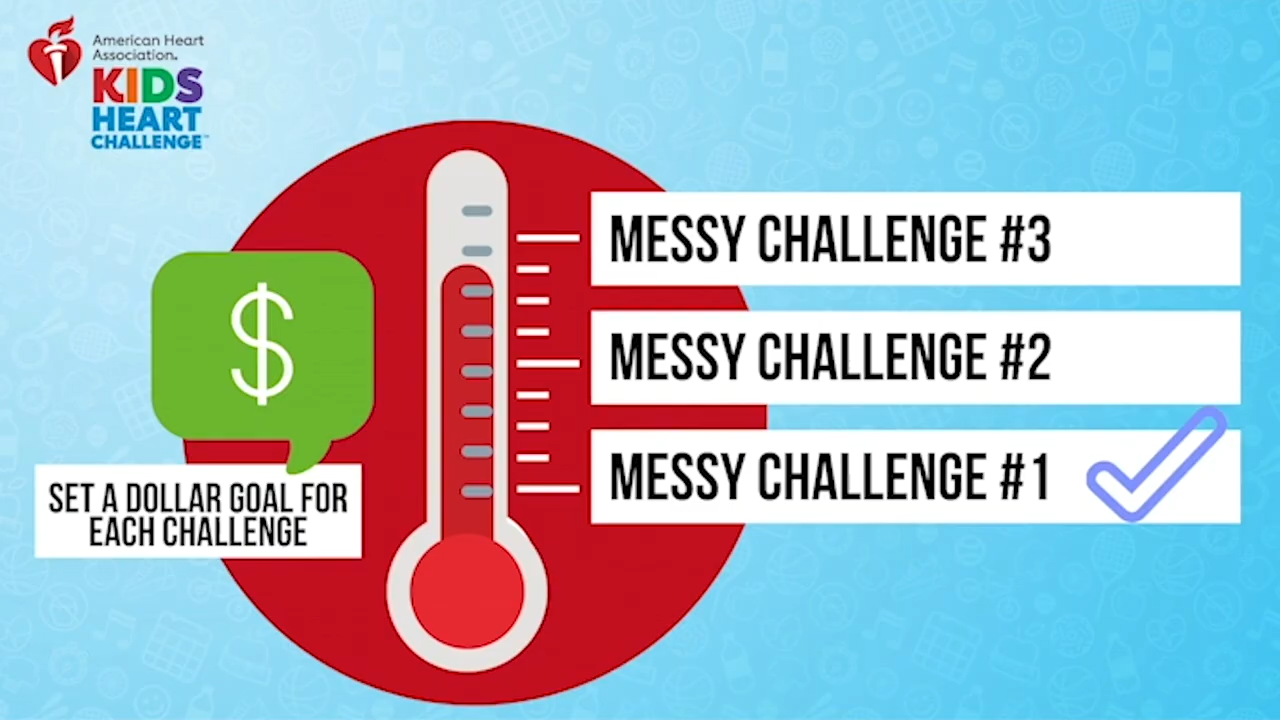 American Heart
Association.
KIDS
HEART
CHALLENGE™
MESSY CHALLENGE #3
$
MESSY CHALLENGE #2
MESSY CHALLENGE #1
SET A DOLLAR GOAL FOR
EACH CHALLENGE